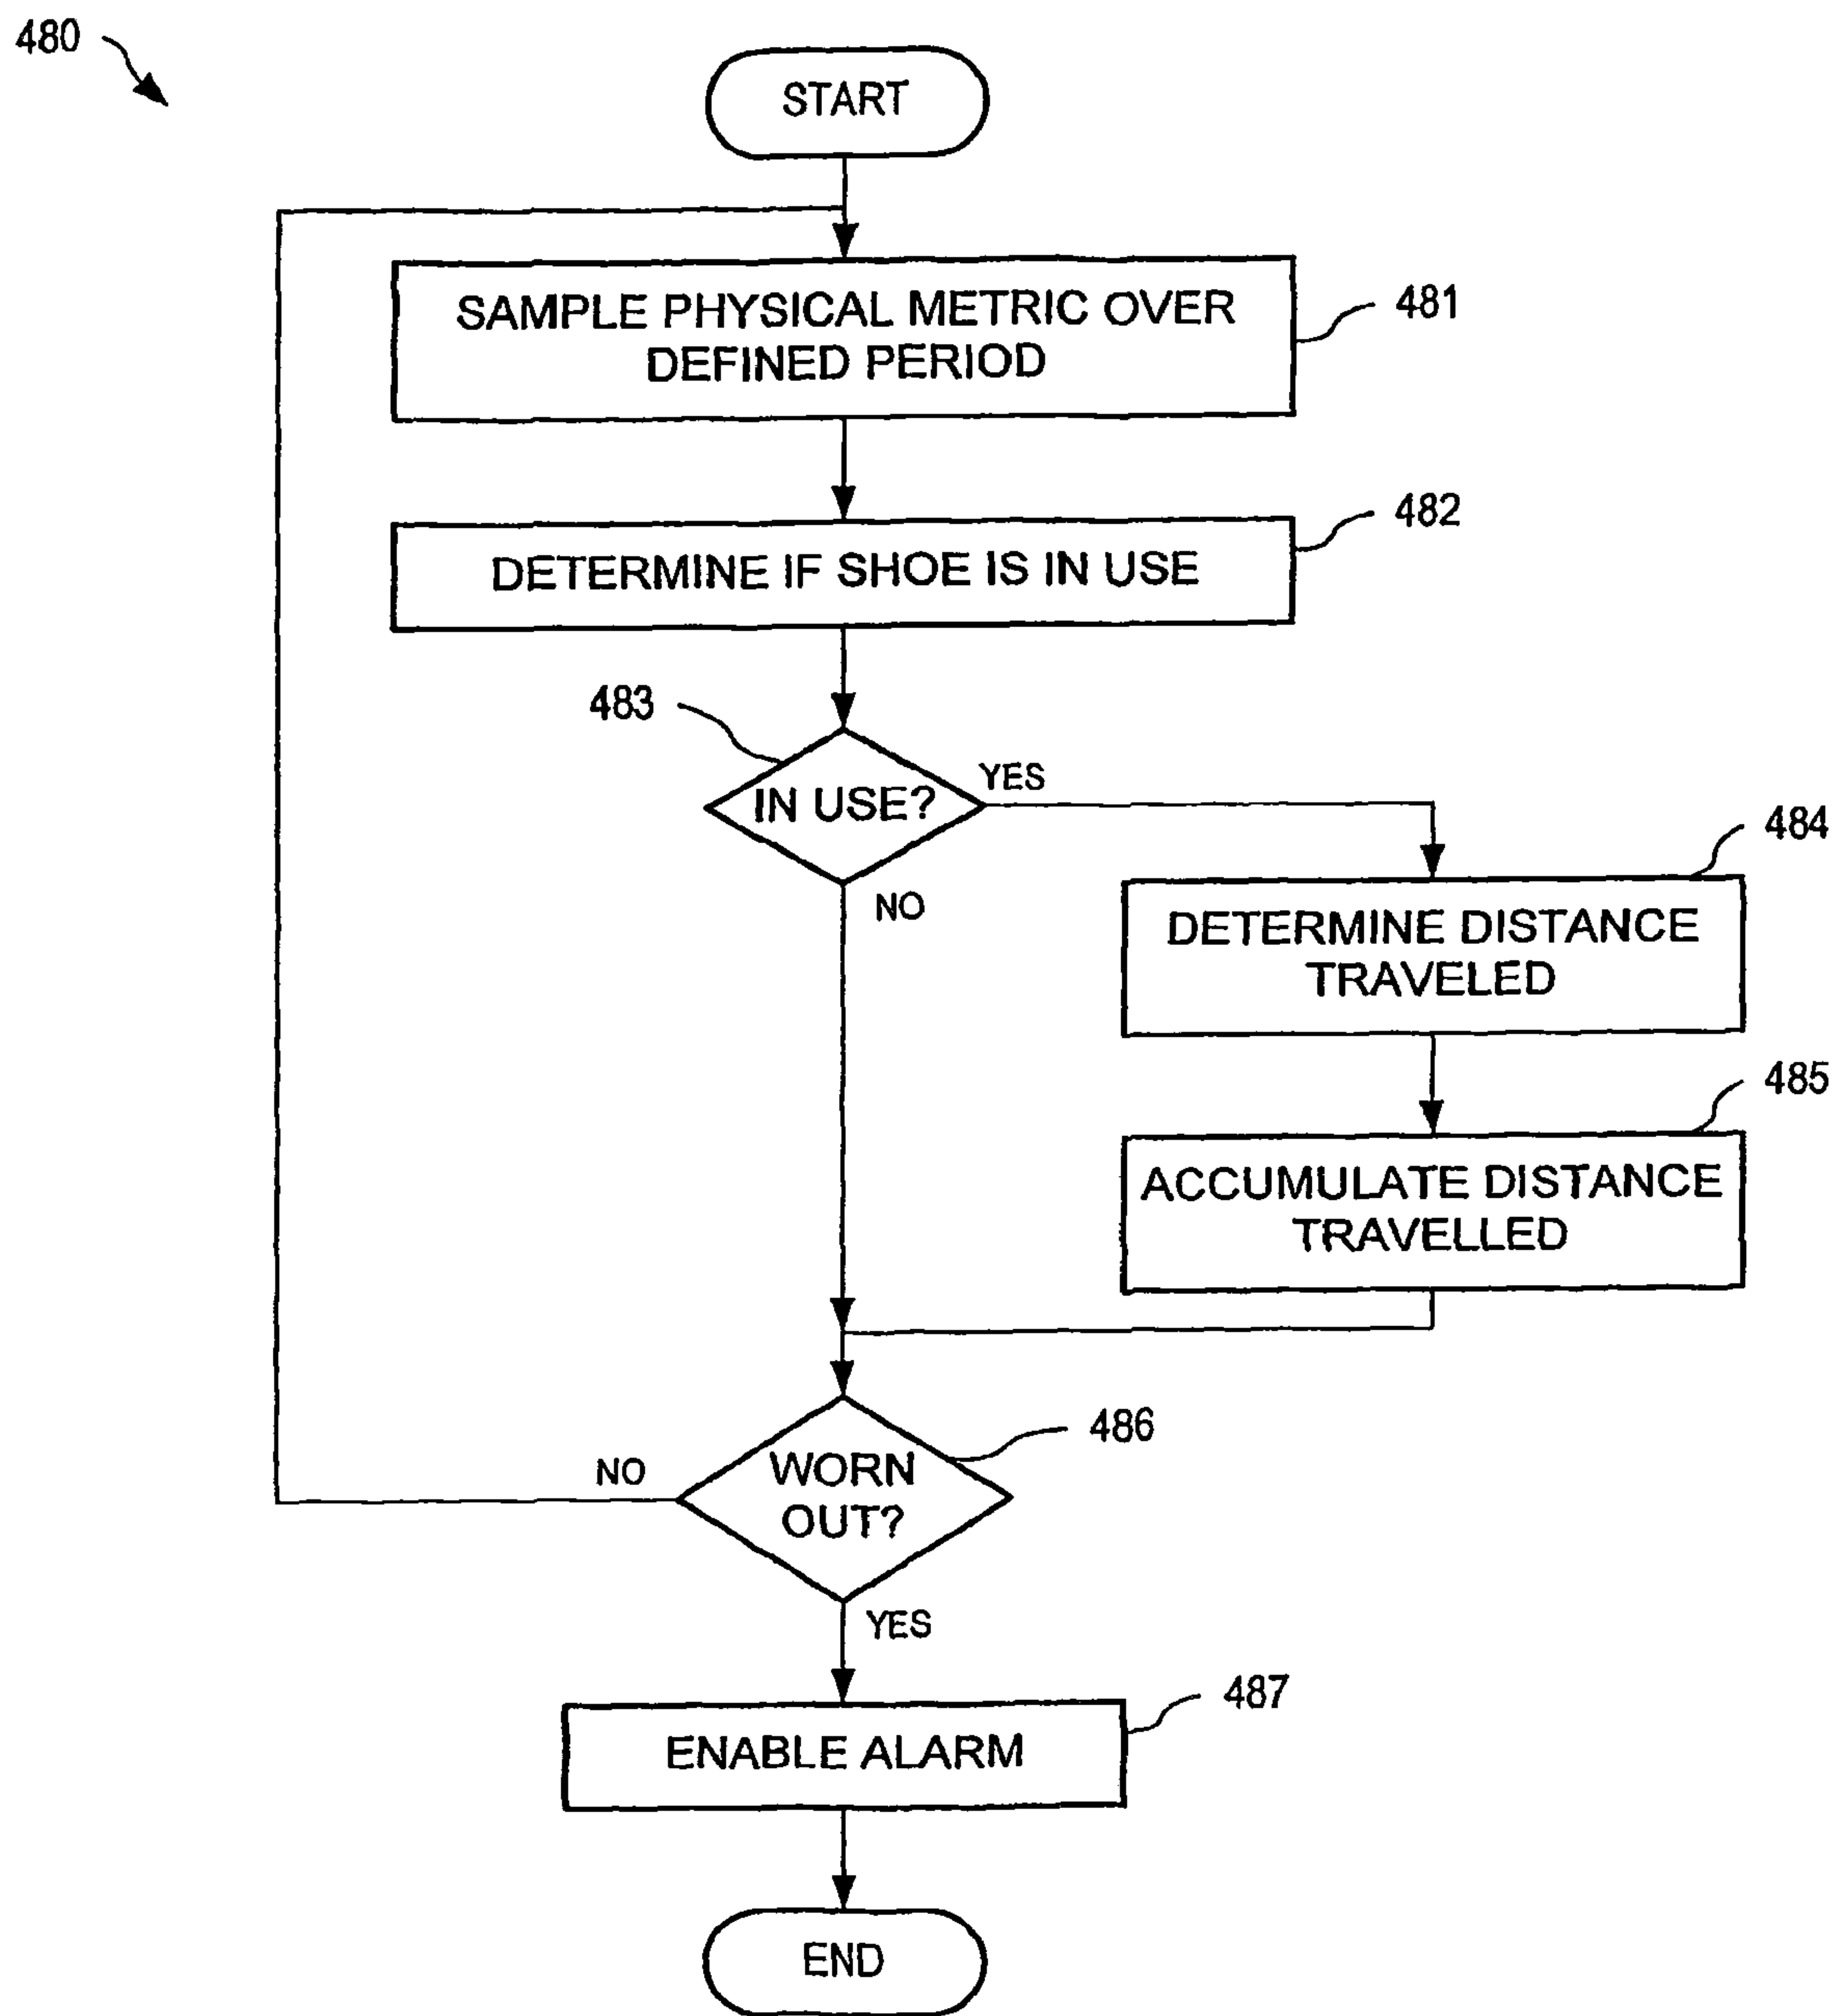 480
START
SAMPLE PHYSICAL METRIC OVER
DEFINED PERIOD
481
DETERMINE IF SHOE IS IN USE
482
483
IN USE?
YES
NO
484
DETERMINE DISTANCE
TRAVELED
485
ACCUMULATE DISTANCE
TRAVELLED
486
WORN
OUT?
NO
YES
487
ENABLE ALARM
END